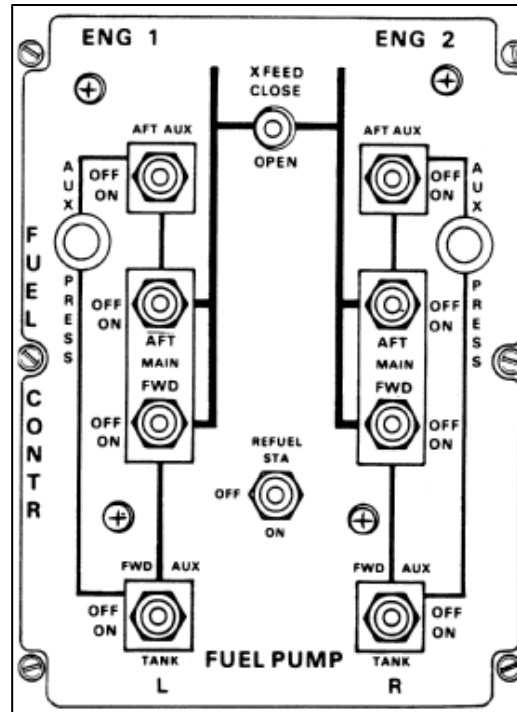 ENG 1
ENG 2
X FEED
CLOSE
OPEN
AFT AUX
OFF
ON
AFT AUX
OFF
ON
AUX PRESS
AUX PRESS
FUEL CONTR
OFF
ON
AFT
MAIN
FWD
OFF
ON
OFF
ON
AFT
MAIN
FWD
OFF
ON
REFUEL
STA
OFF
ON
FWD AUX
OFF
ON
TANK
L
FUEL PUMP
FWD AUX
OFF
ON
TANK
R